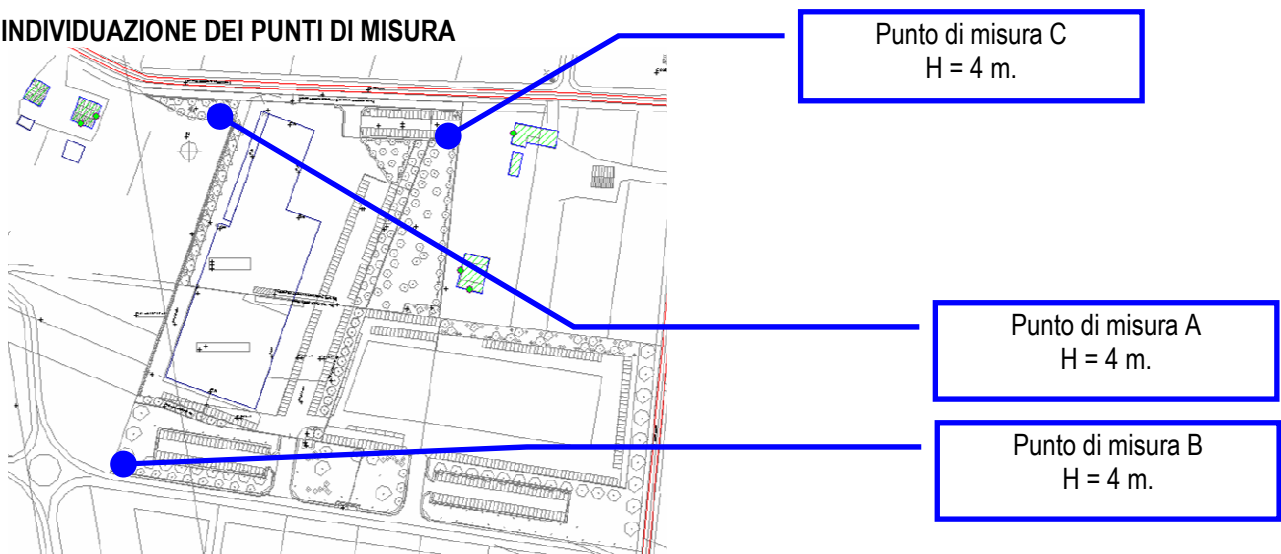 INDIVIDUAZIONE DEI PUNTI DI MISURA
Punto di misura C
H = 4 m.
Punto di misura A
H = 4 m.
Punto di misura B
H = 4 m.